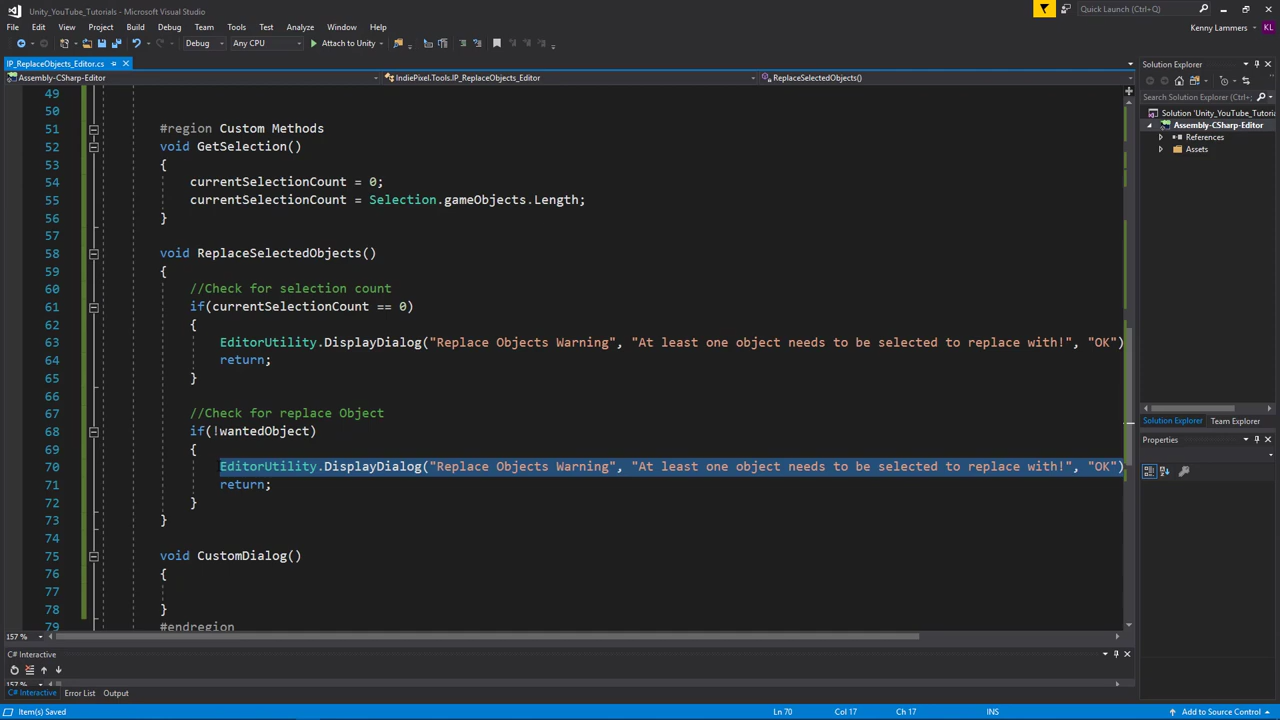 Unity_YouTube_Tutorials - Microsoft Visual Studio
Quick Launch (Ctrl+Q)
File Edit View Project Build Debug Team Tools Analyze Window Help
Kenny Lammers KL
Debug Any CPU Attach to Unity
IP_ReplaceObjects_Editor.cs
Assembly-CSharp-Editor IndiePixel.Tools.IP_ReplaceObjects_Editor ReplaceSelectedObjects()
49
50
51 #region Custom Methods
52 void GetSelection()
53 {
54 currentSelectionCount = 0;
55 currentSelectionCount = Selection.gameObjects.Length;
56 }
57
58 void ReplaceSelectedObjects()
59 {
60 //Check for selection count
61 if(currentSelectionCount == 0)
62 {
63 EditorUtility.DisplayDialog("Replace Objects Warning", "At least one object needs to be selected to replace with!", "OK")
64 return;
65 }
66
67 //Check for replace Object
68 if(!wantedObject)
69 {
70 EditorUtility.DisplayDialog("Replace Objects Warning", "At least one object needs to be selected to replace with!", "OK")
71 return;
72 }
73 }
74
75 void CustomDialog()
76 {
77
78 }
79 #endregion
157 %
C# Interactive
157 %
C# Interactive Error List Output
Solution Explorer
Search Solution Explorer (Ctrl+
Solution 'Unity_YouTube_Tutoria
Assembly-CSharp-Editor
References
Assets
Solution Explorer Team Explorer
Properties
Item(s) Saved Ln 70 Col 17 Ch 17 INS Add to Source Control